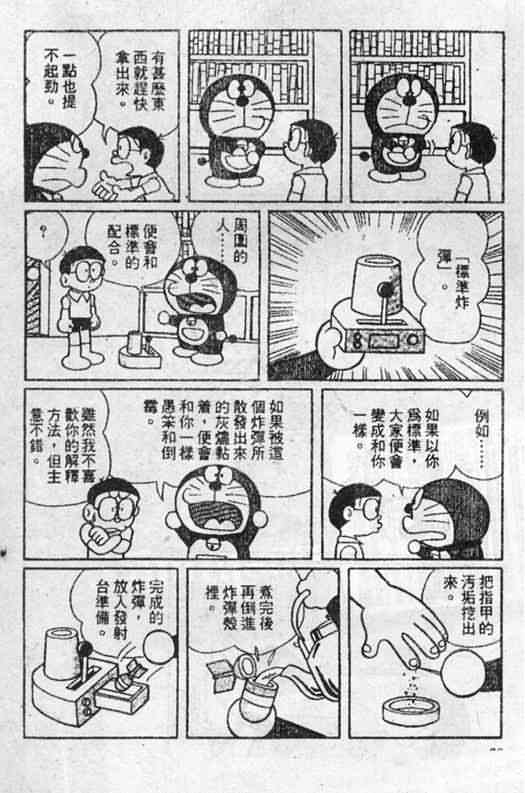 有甚麼東
西就趕快
拿出來。
一點也提
不起勁。
「標準炸
彈」。
周圍的
人……
便會和
標準的
配合。
？
例如……
如果以你
爲標準，
大家便會
變成和你
一樣。
如果被這
個炸彈所
散發出來
的灰燼黏
着，便會
和你一樣
愚笨和倒
霉。
雖然我不喜
歡你的解釋
方法，但主
意不錯。
把指甲的
污垢挖出
來。
煮完後
再倒進
炸彈殼
裡。
完成的
炸彈，
放入發射
台準備。